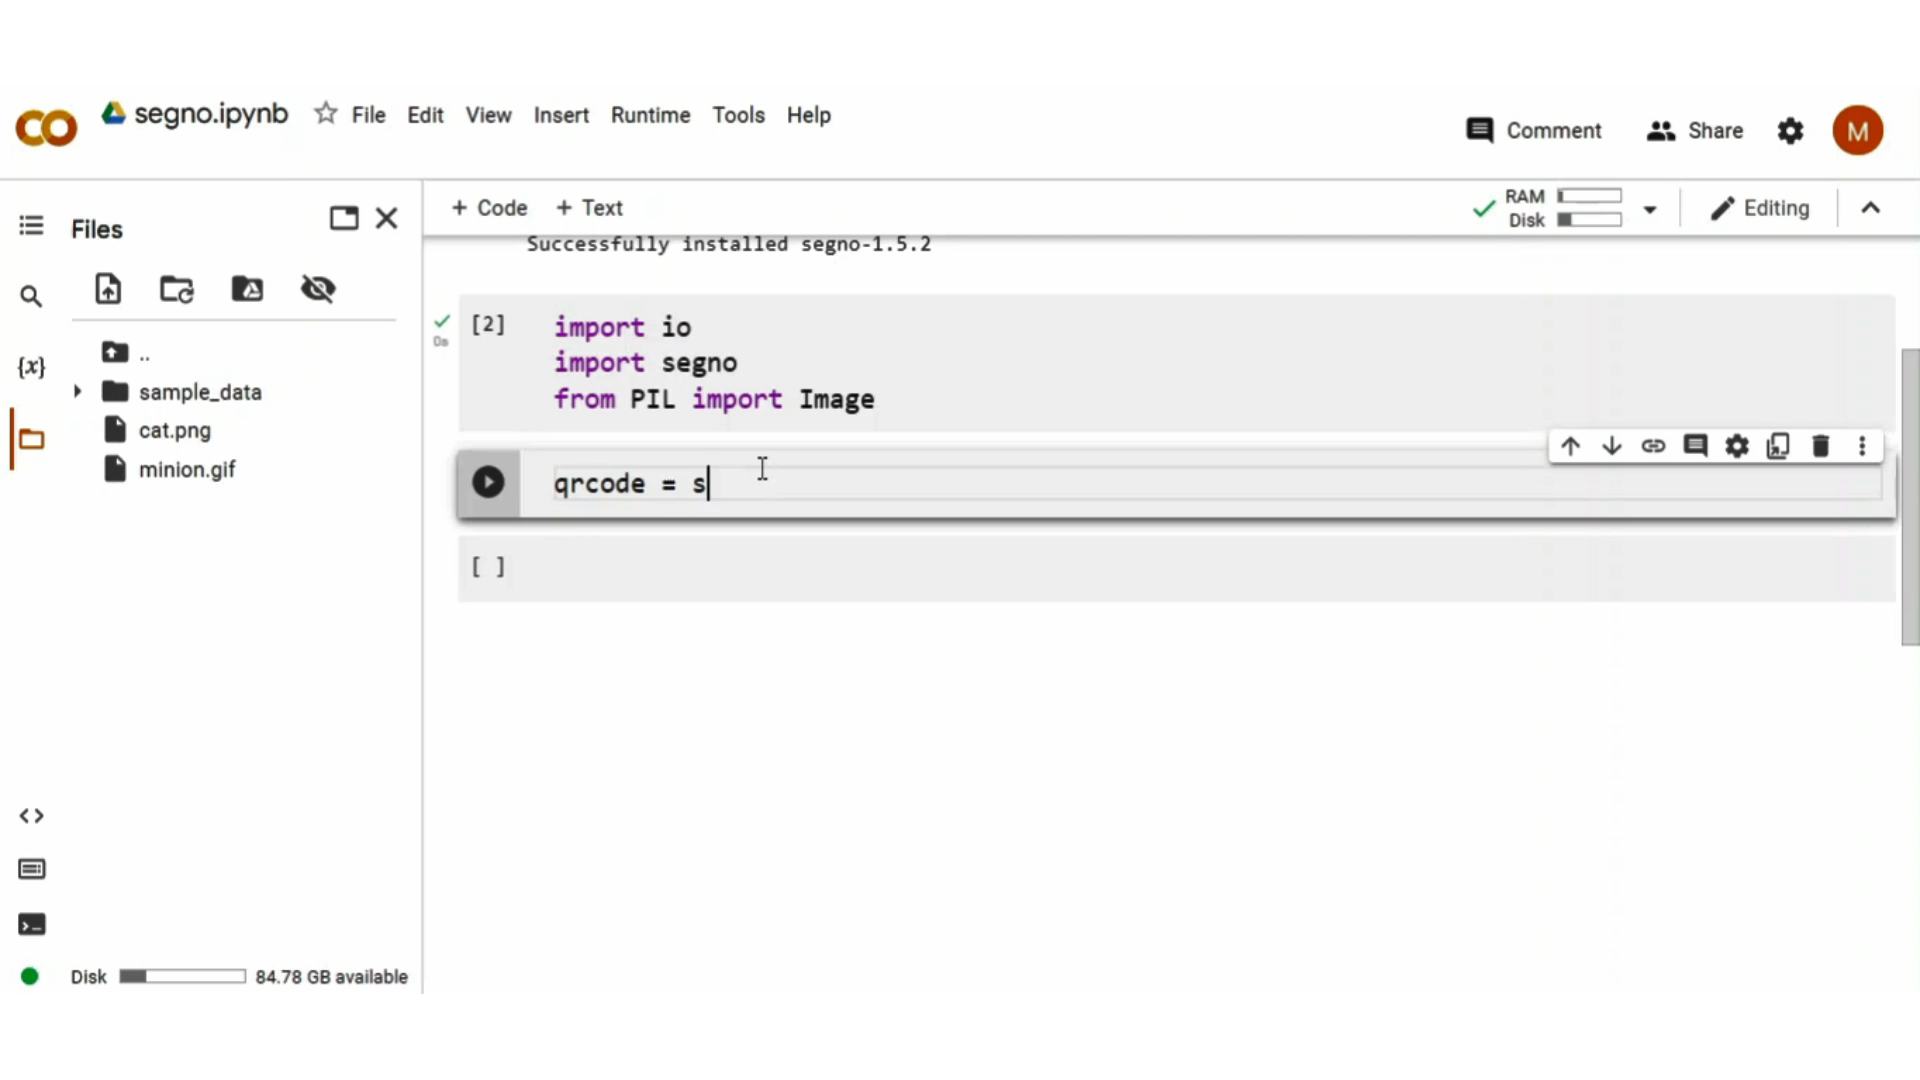 segno.ipynb File Edit View Insert Runtime Tools Help
Comment Share M
Files
+ Code + Text
RAM
Disk
Editing
Successfully installed segno-1.5.2
[2]
0s
import io
import segno
from PIL import Image
{x}
..
sample_data
cat.png
minion.gif
qrcode = s
[ ]
Disk 84.78 GB available